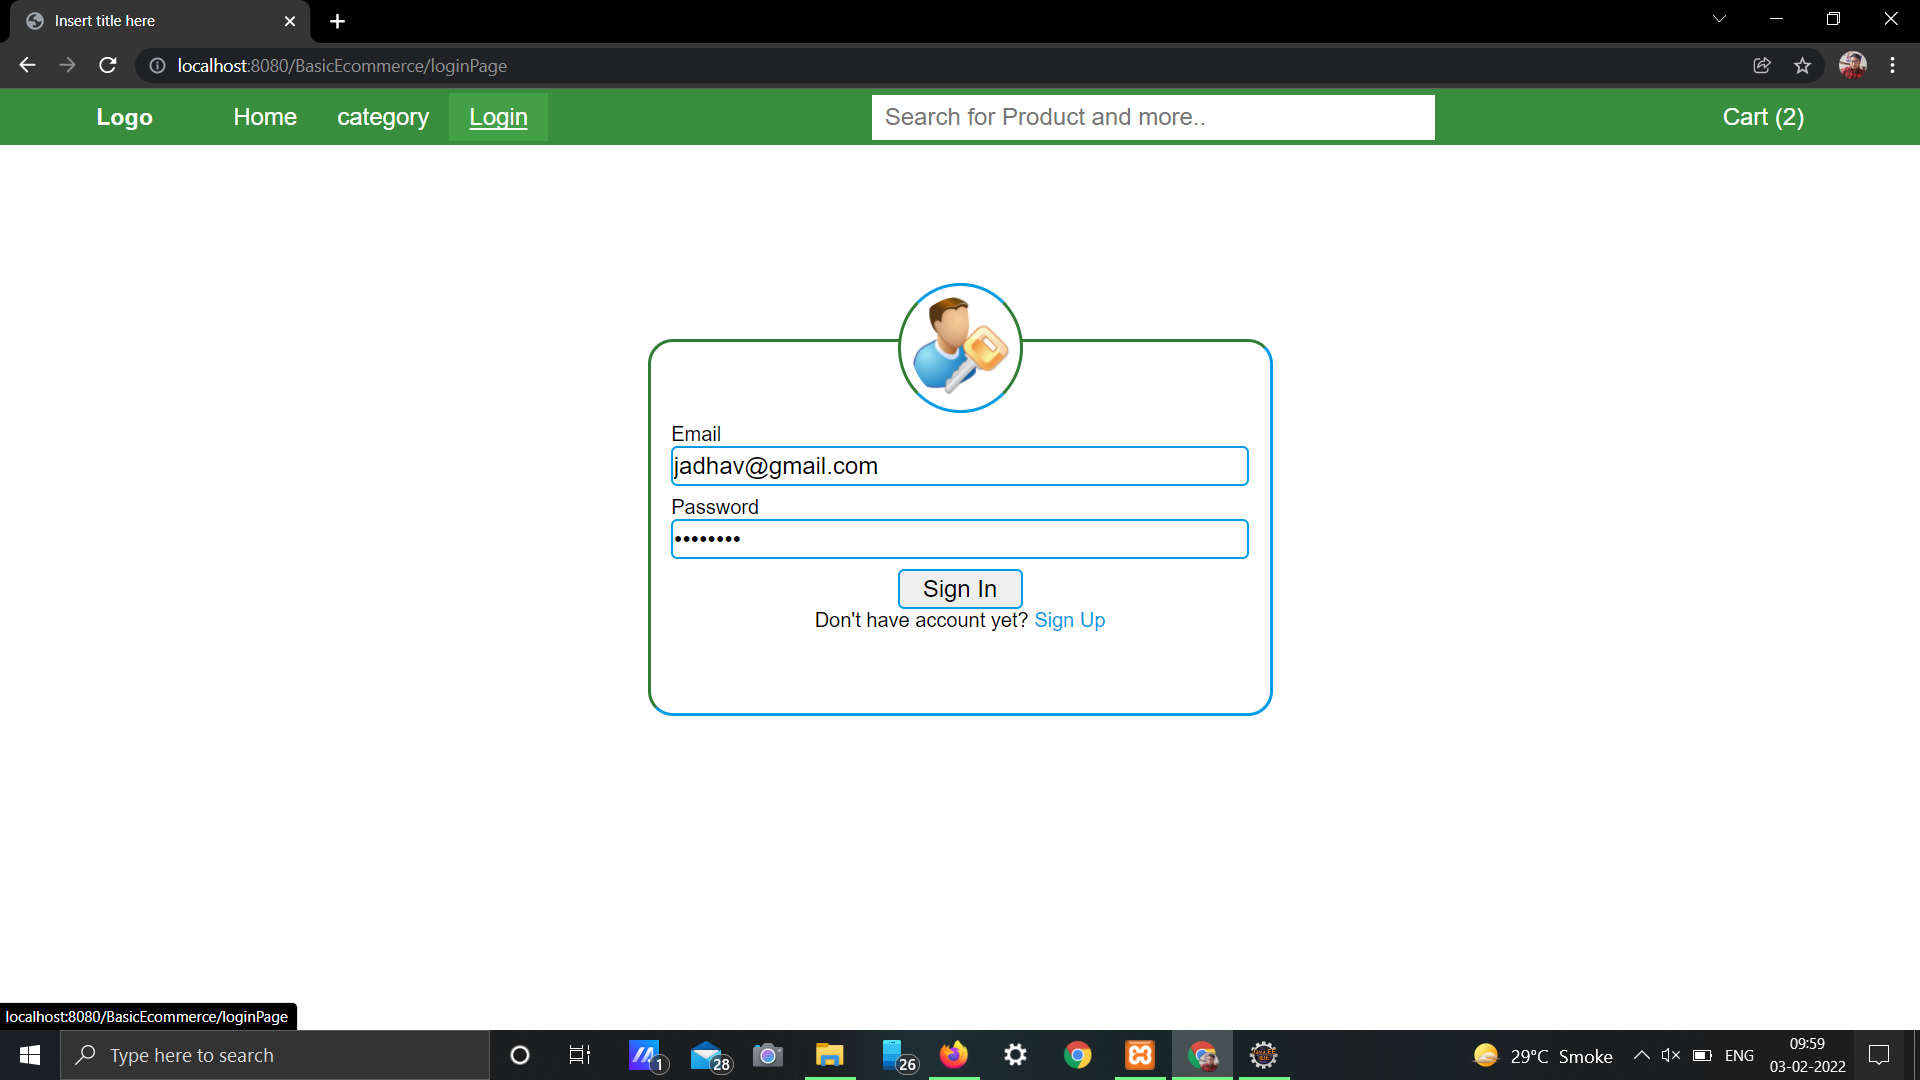 Insert title here
localhost:8080/BasicEcommerce/loginPage
Logo Home category Login Search for Product and more.. Cart (2)
Email
jadhav@gmail.com
Password
••••••••
Sign In
Don't have account yet? Sign Up
localhost:8080/BasicEcommerce/loginPage
Type here to search
1
28
26
29°C Smoke
ENG
09:59
03-02-2022